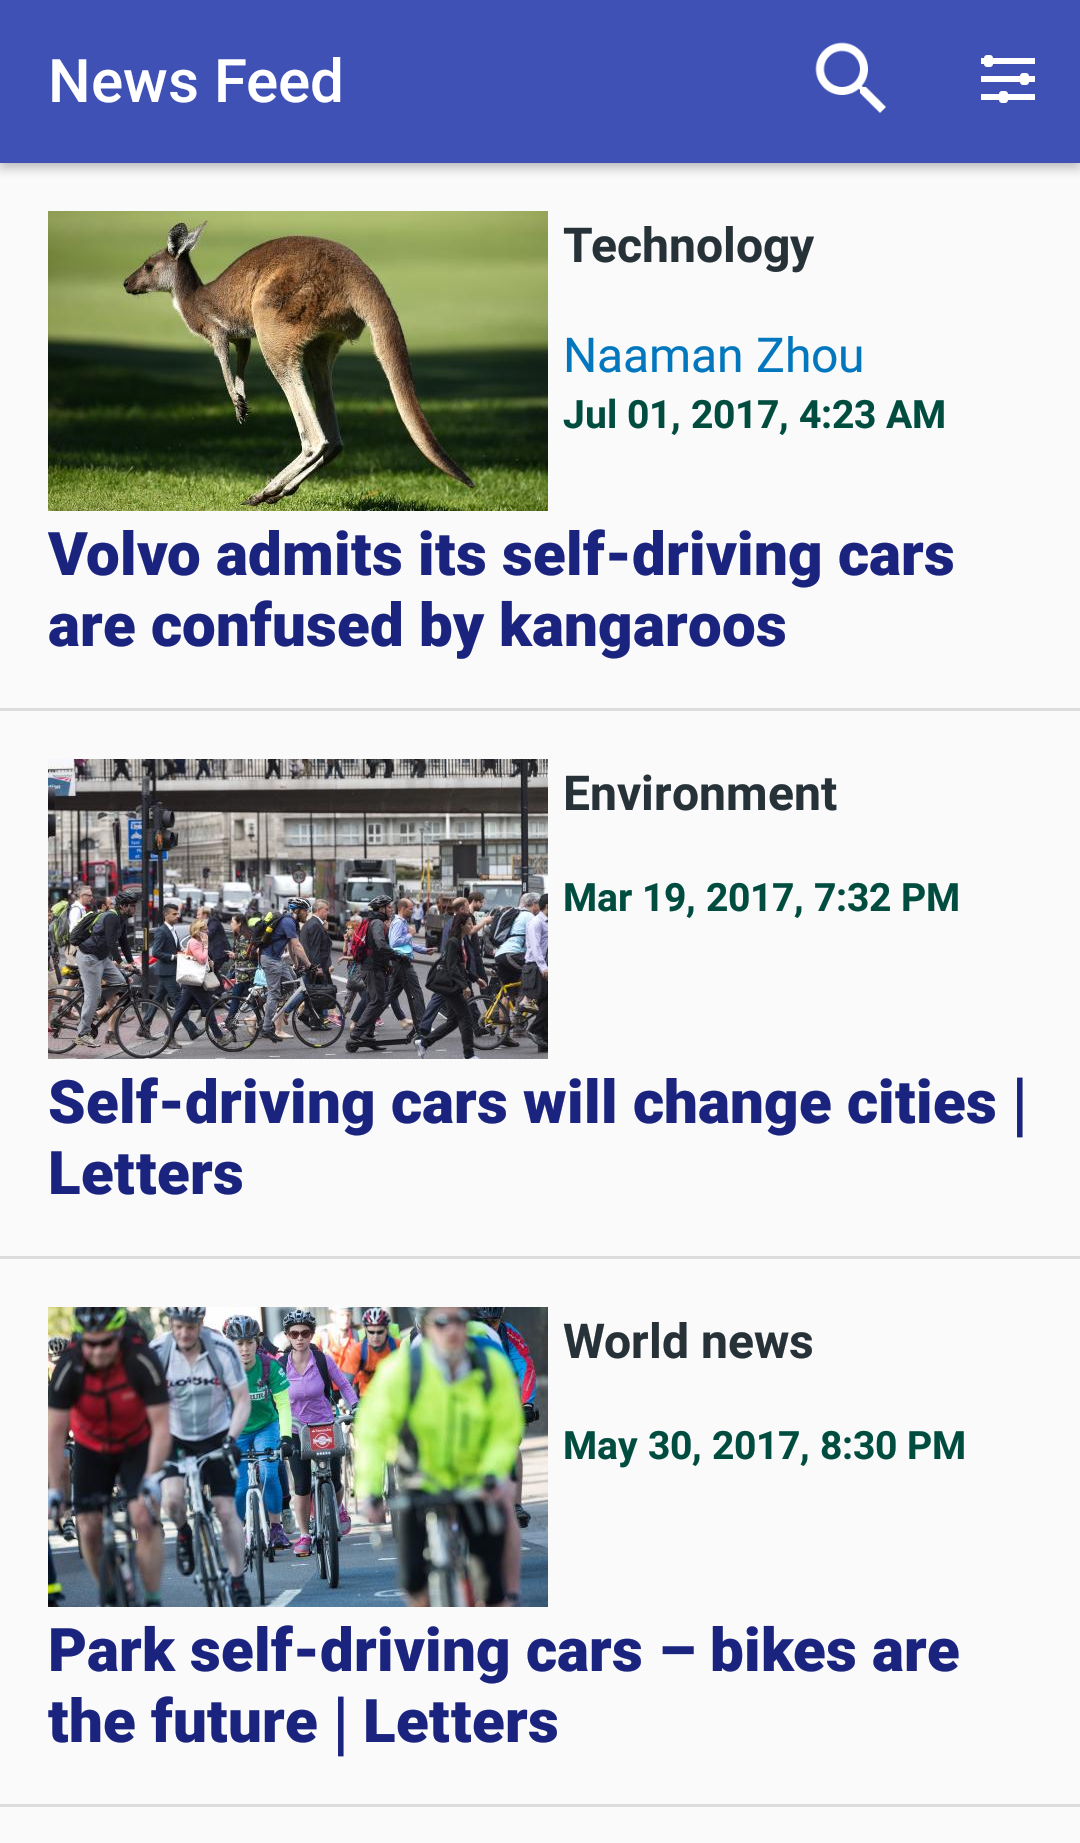 News Feed
Technology
Naaman Zhou
Jul 01, 2017, 4:23 AM
Volvo admits its self-driving cars
are confused by kangaroos
Environment
Mar 19, 2017, 7:32 PM
Self-driving cars will change cities |
Letters
World news
May 30, 2017, 8:30 PM
Park self-driving cars – bikes are
the future | Letters